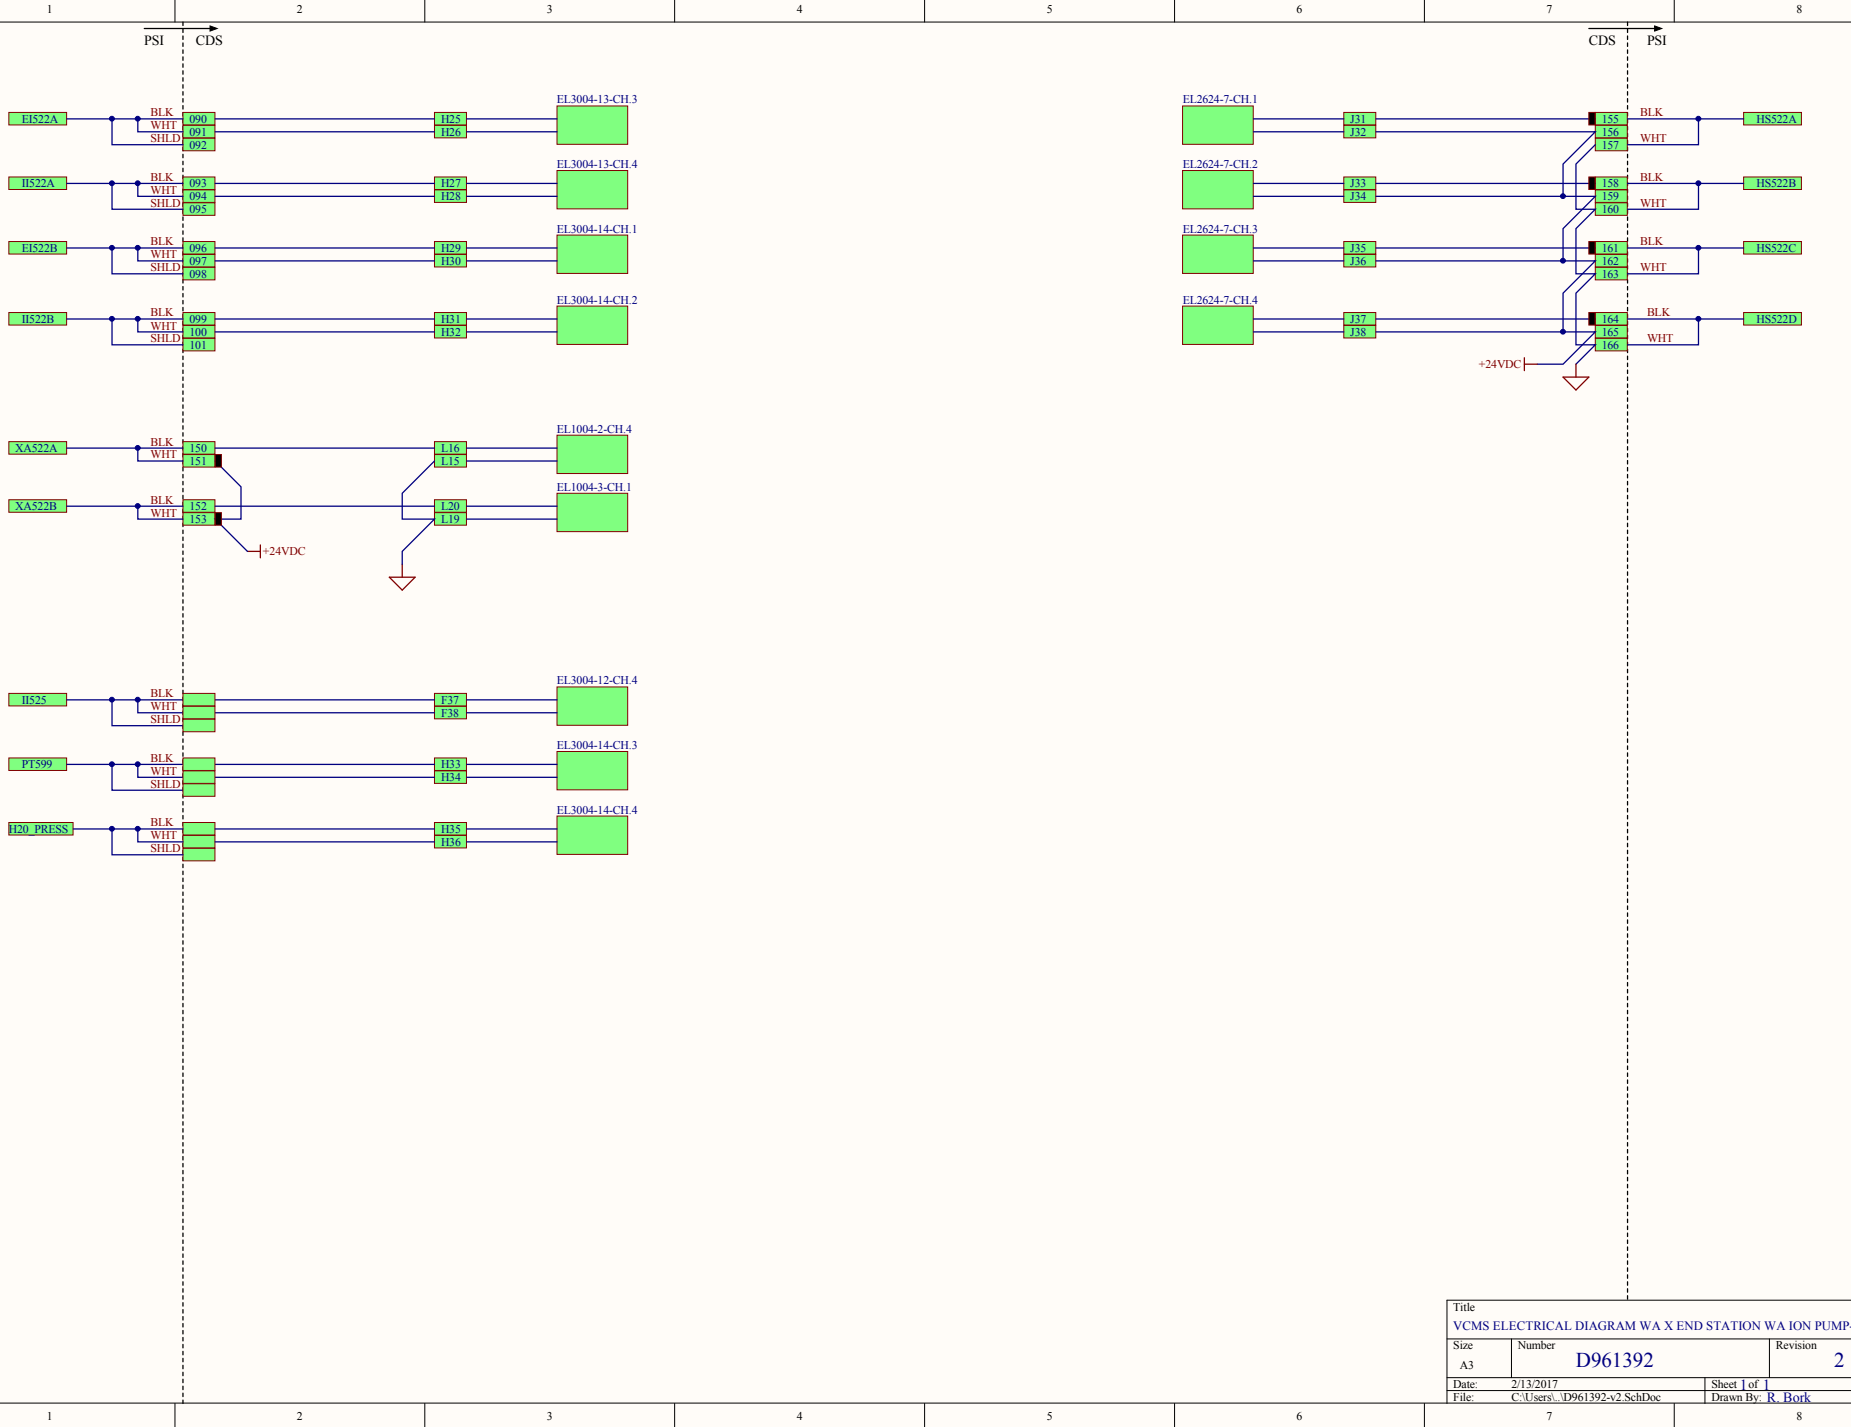 1 2 3 4 5 6 7 8
PSI CDS CDS PSI
EL3004-13-CH.3 EL2624-7-CH.1
EI522A BLK 090 H25 J31 155 BLK HS522A
WHT 091 H26 J32 156
SHLD 092 157 WHT
EL3004-13-CH.4 EL2624-7-CH.2
II522A BLK 093 H27 J33 158 BLK HS522B
WHT 094 H28 J34 159
SHLD 095 160 WHT
EL3004-14-CH.1 EL2624-7-CH.3
EI522B BLK 096 H29 J35 161 BLK HS522C
WHT 097 H30 J36 162
SHLD 098 163 WHT
EL3004-14-CH.2 EL2624-7-CH.4
II522B BLK 099 H31 J37 164 BLK HS522D
WHT 100 H32 J38 165
SHLD 101 166 WHT
+24VDC
EL1004-2-CH.4
XA522A BLK 150 L16
WHT 151 L15
EL1004-3-CH.1
XA522B BLK 152 L20
WHT 153 L19
+24VDC
EL3004-12-CH.4
II525 BLK F37
WHT F38
SHLD
EL3004-14-CH.3
PT599 BLK H33
WHT H34
SHLD
EL3004-14-CH.4
H20_PRESS BLK H35
WHT H36
SHLD
Title
VCMS ELECTRICAL DIAGRAM WA X END STATION WA ION PUMP-
Size Number Revision
A3 D961392 2
Date: 2/13/2017 Sheet 1 of 1
File: C:\Users\..\D961392-v2.SchDoc Drawn By: R. Bork
1 2 3 4 5 6 7 8